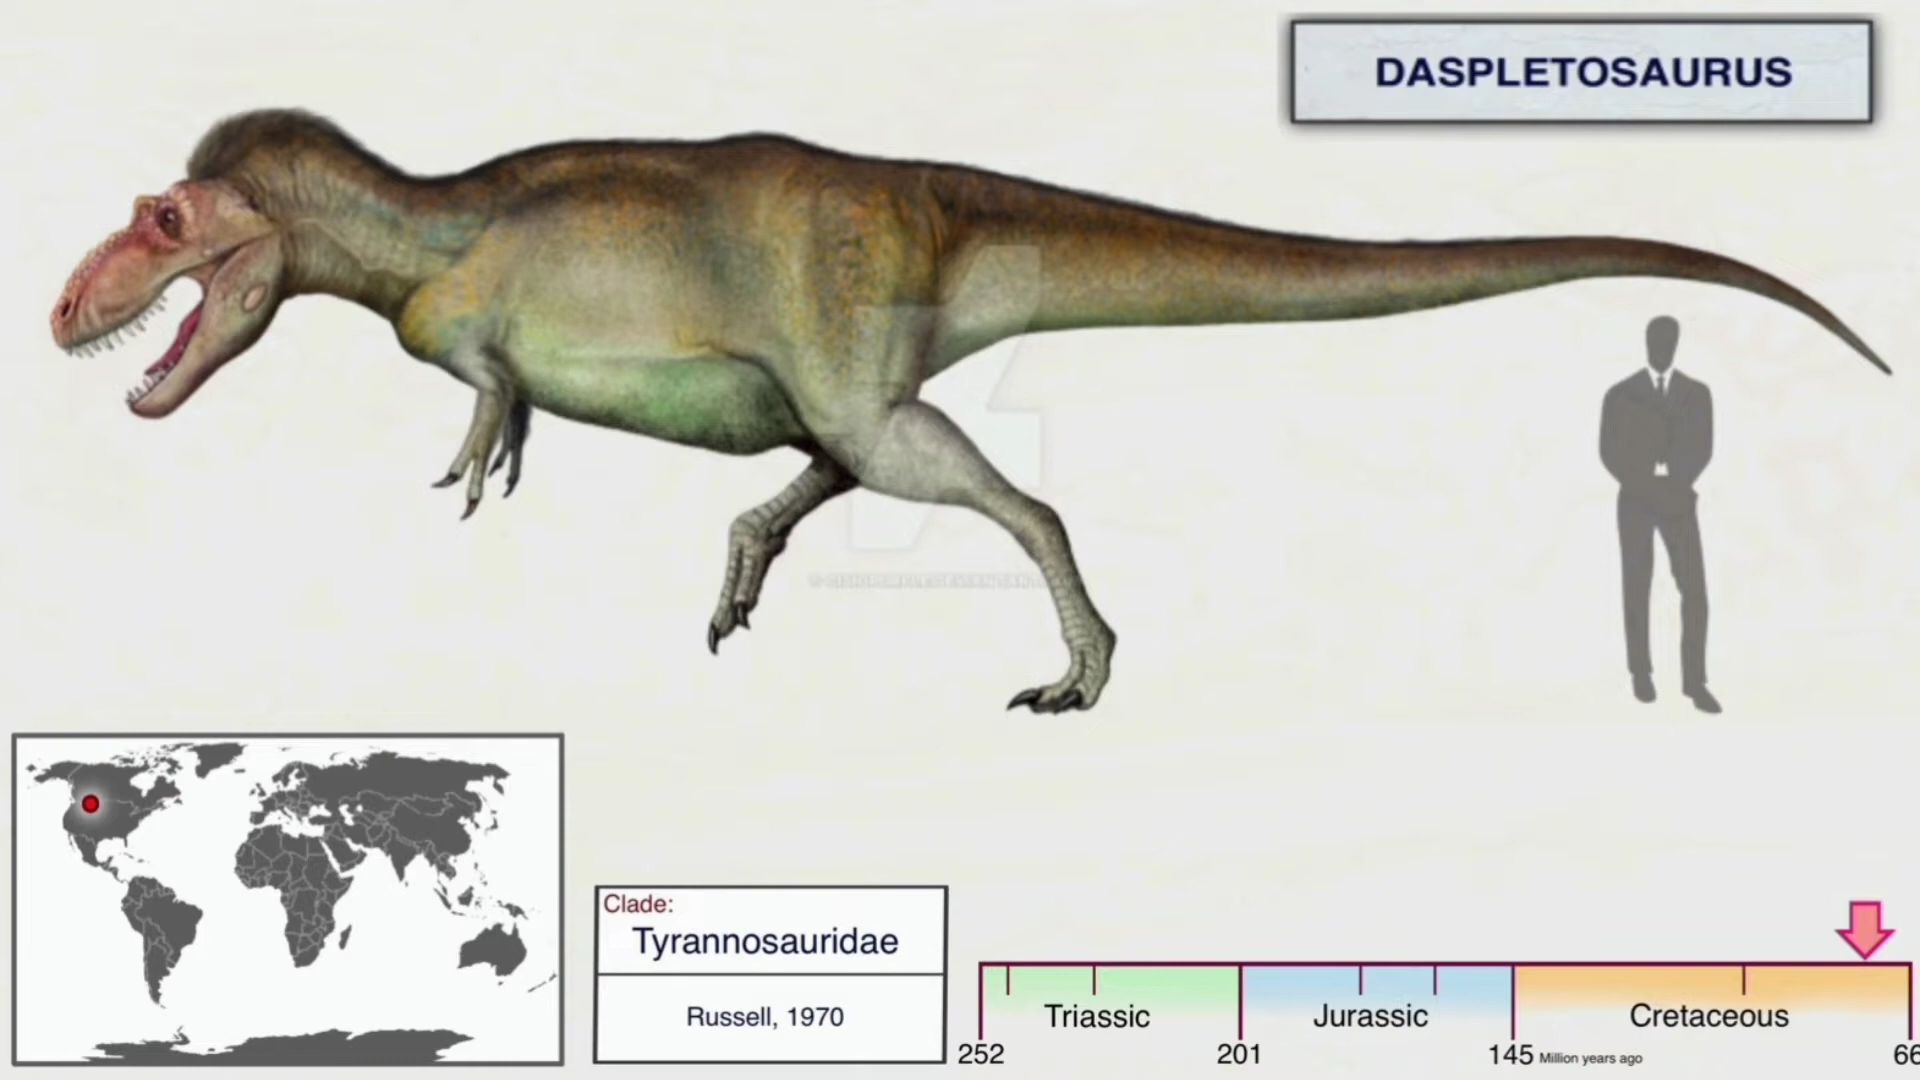 DASPLETOSAURUS
Clade:
Tyrannosauridae
Russell, 1970
Triassic
Jurassic
Cretaceous
252
201
145 Million years ago
66